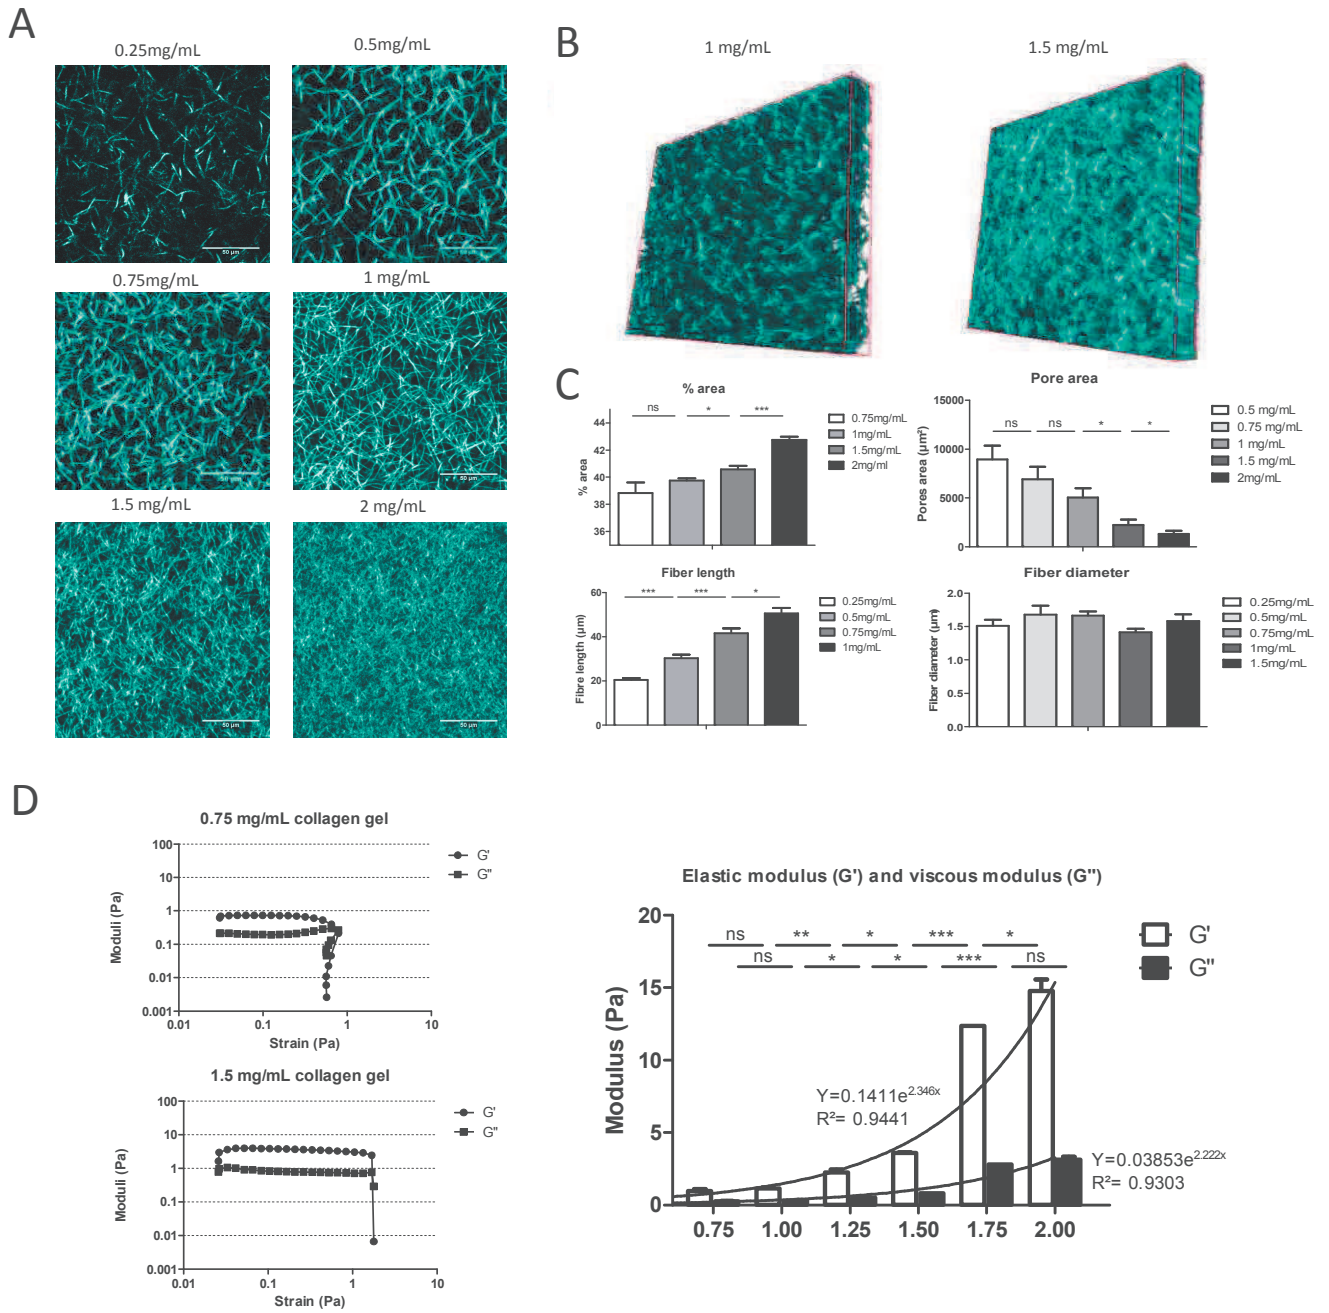 A
0.25mg/mL
0.5mg/mL
50 µm
0.75mg/mL
1 mg/mL
50 µm
1.5 mg/mL
2 mg/mL
50 µm
50 µm
B
1 mg/mL
1.5 mg/mL
C
% area
ns
*
***
44
42
40
38
36
% area
0.75mg/mL
1mg/mL
1.5mg/mL
2mg/ml
Pore area
ns
ns
*
*
15000
10000
5000
0
Pores area (µm²)
0.5 mg/mL
0.75 mg/mL
1 mg/mL
1.5 mg/mL
2mg/mL
Fiber length
***
***
*
60
40
20
0
Fibre length (µm)
0.25mg/mL
0.5mg/mL
0.75mg/mL
1mg/mL
Fiber diameter
2.0
1.5
1.0
0.5
0.0
Fiber diameter (µm)
0.25mg/mL
0.5mg/mL
0.75mg/mL
1mg/mL
1.5mg/mL
D
0.75 mg/mL collagen gel
100
10
1
0.1
0.01
0.001
Moduli (Pa)
0.01
0.1
1
10
Strain (Pa)
G'
G"
1.5 mg/mL collagen gel
100
10
1
0.1
0.01
0.001
Moduli (Pa)
0.01
0.1
1
10
Strain (Pa)
G'
G"
Elastic modulus (G') and viscous modulus (G")
20
15
10
5
0
Modulus (Pa)
ns
**
*
***
*
ns
*
*
***
ns
G'
G"
Y=0.1411e^2.346x
R²= 0.9441
Y=0.03853e^2.222x
R²= 0.9303
0.75
1.00
1.25
1.50
1.75
2.00